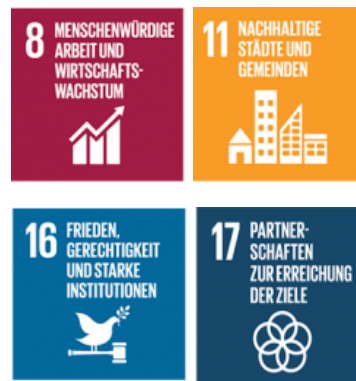 8 MENSCHENWÜRDIGE
ARBEIT UND
WIRTSCHAFTS-
WACHSTUM
11 NACHHALTIGE
STÄDTE UND
GEMEINDEN
16 FRIEDEN,
GERECHTIGKEIT
UND STARKE
INSTITUTIONEN
17 PARTNER-
SCHAFTEN
ZUR ERREICHUNG
DER ZIELE